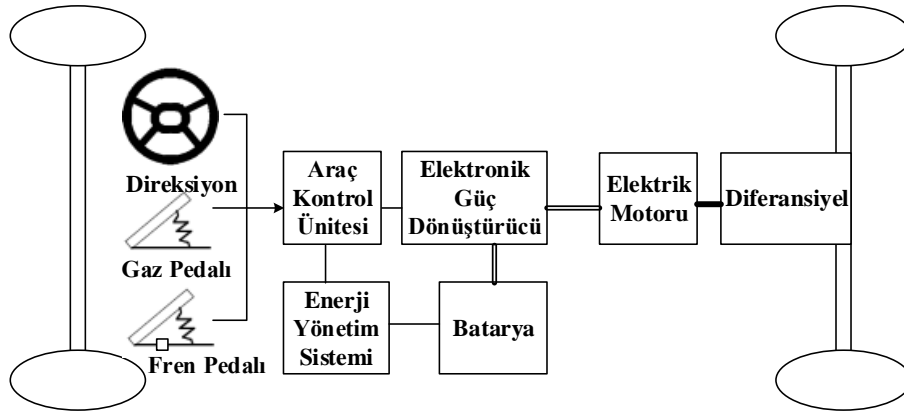 Direksiyon
Gaz Pedalı
Fren Pedalı
Araç
Kontrol
Ünitesi
Elektronik
Güç
Dönüştürücü
Elektrik
Motoru
Diferansiyel
Enerji
Yönetim
Sistemi
Batarya